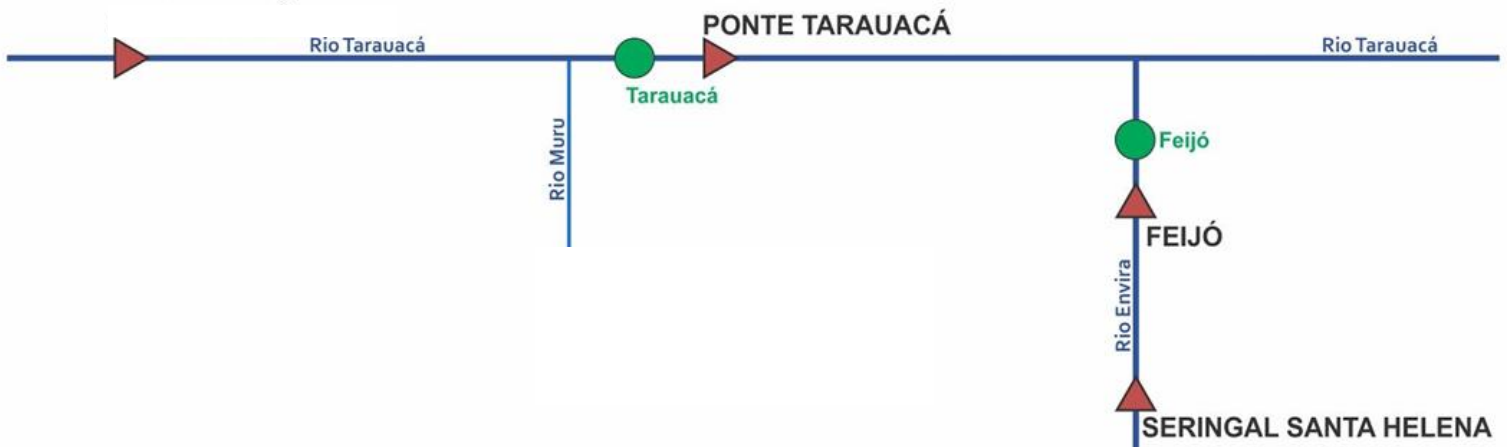 PONTE TARAUACÁ
Rio Tarauacá
Rio Tarauacá
Tarauacá
Rio Muru
Feijó
FEIJÓ
Rio Envira
SERINGAL SANTA HELENA